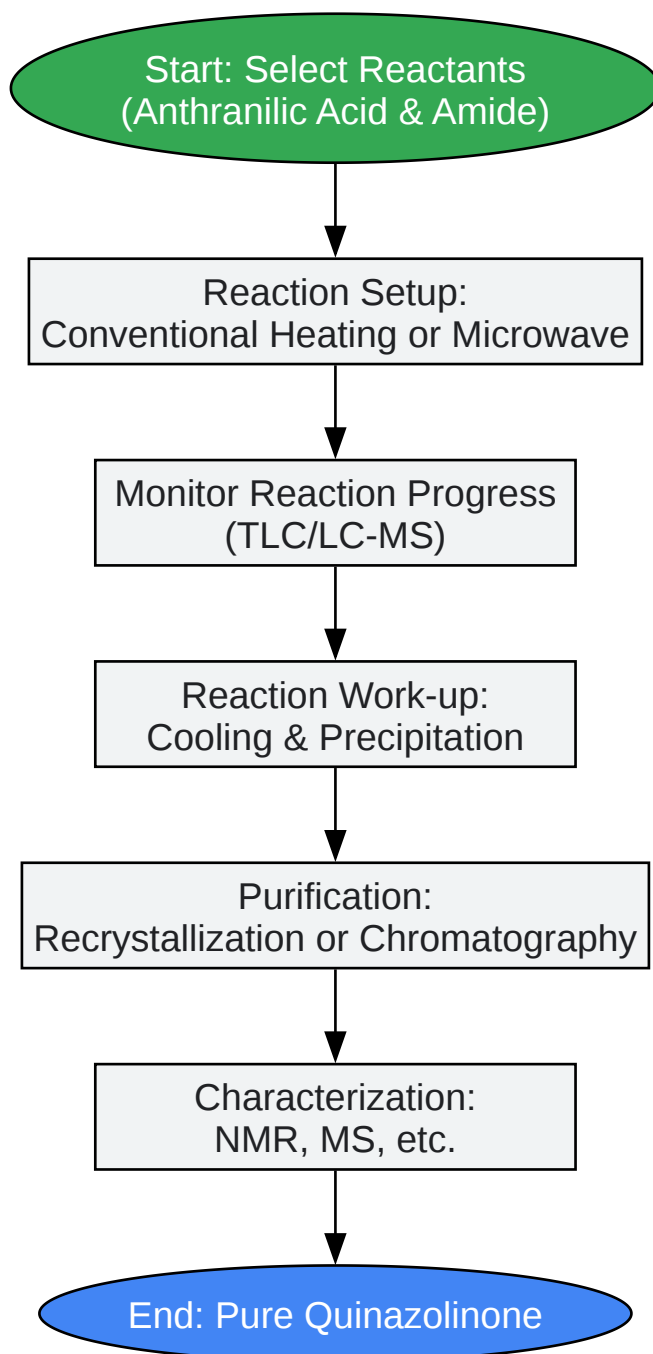 Start: Select Reactants
(Anthranilic Acid & Amide)
Reaction Setup:
Conventional Heating or Microwave
Monitor Reaction Progress
(TLC/LC-MS)
Reaction Work-up:
Cooling & Precipitation
Purification:
Recrystallization or Chromatography
Characterization:
NMR, MS, etc.
End: Pure Quinazolinone